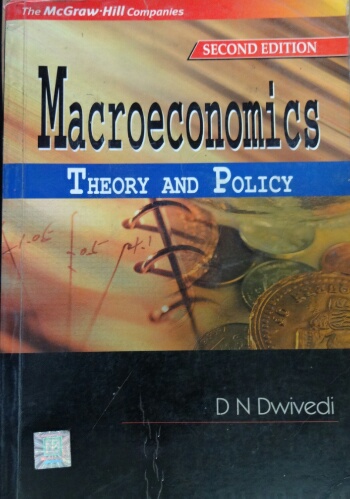 The McGraw·Hill Companies
SECOND EDITION
Macroeconomics
THEORY AND POLICY
D N Dwivedi